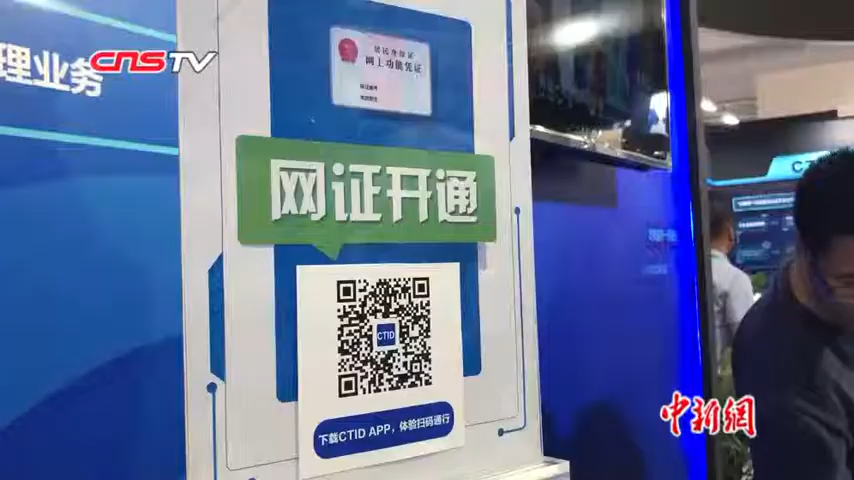 CNSTV
理业务
居民身份证
网上功能凭证
网证开通
CTID
CTID
下载CTID APP，体验扫码通行
中新網